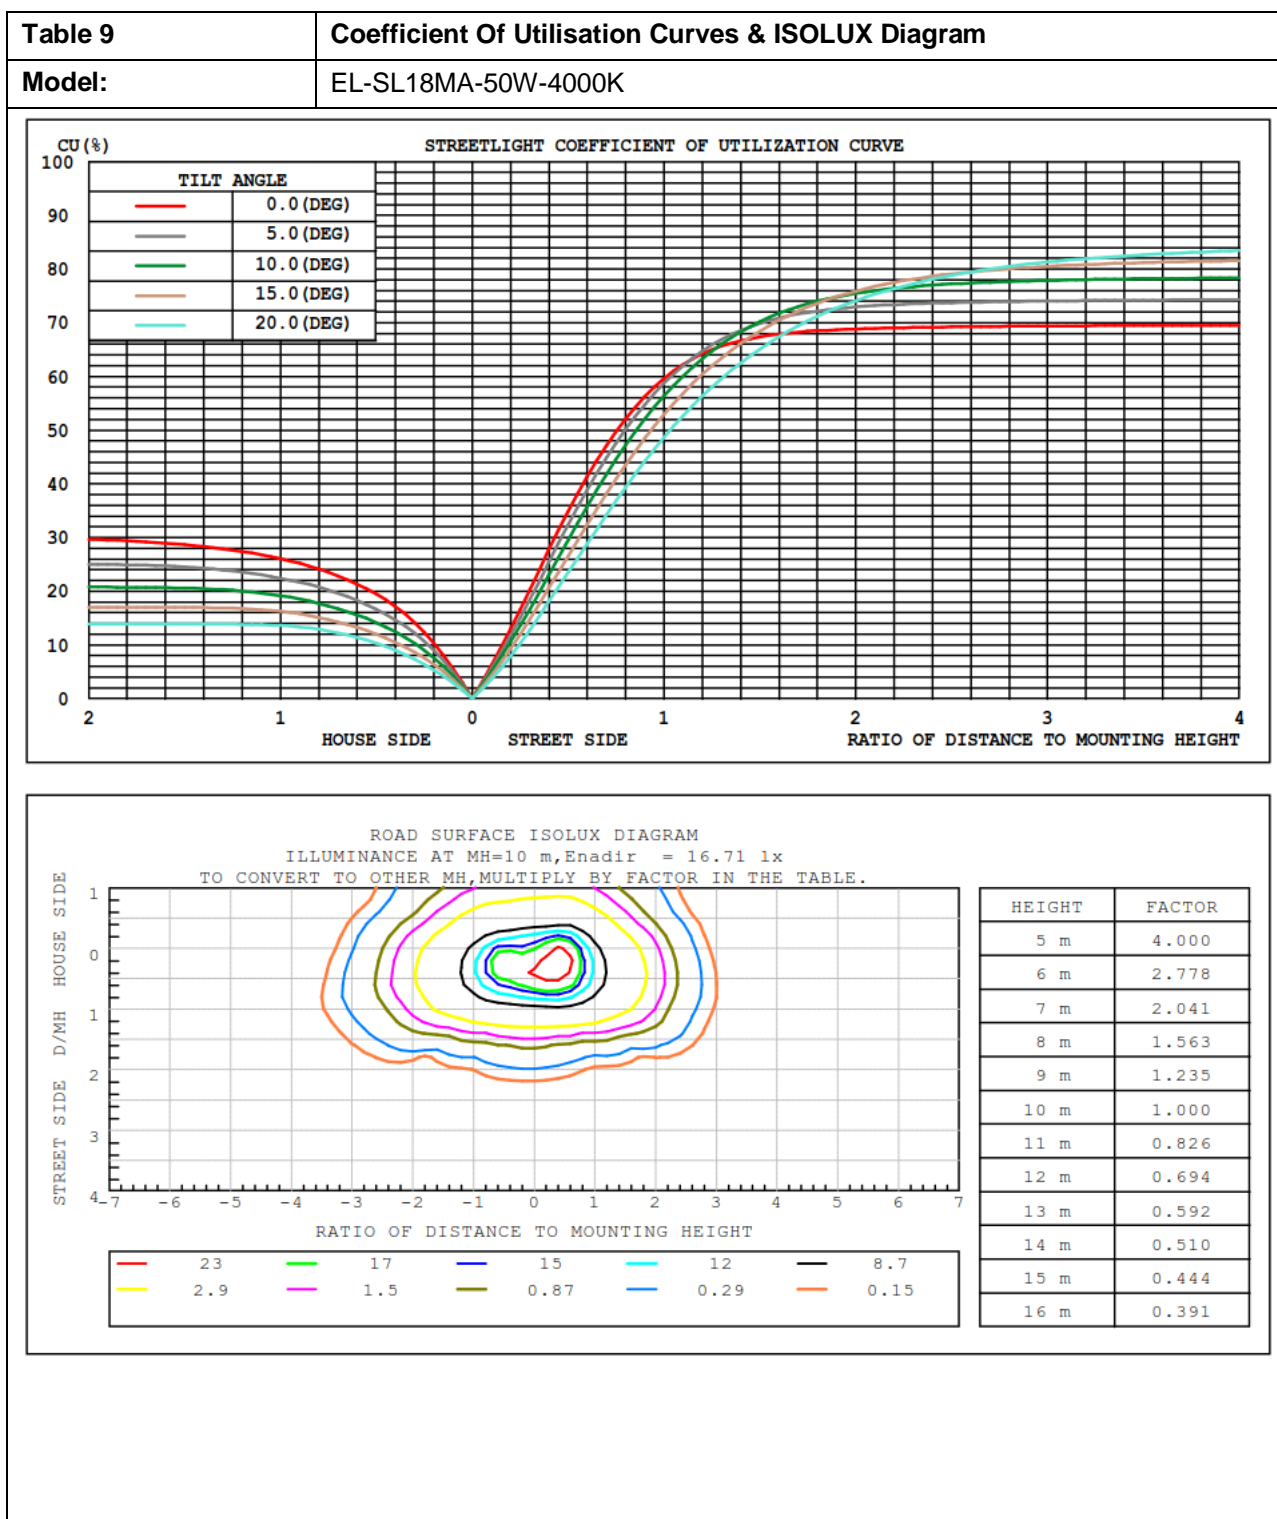 Table 9 Coefficient Of Utilisation Curves & ISOLUX Diagram
Model: EL-SL18MA-50W-4000K
CU(%) STREETLIGHT COEFFICIENT OF UTILIZATION CURVE
100
90
80
70
60
50
40
30
20
10
0
TILT ANGLE
0.0(DEG)
5.0(DEG)
10.0(DEG)
15.0(DEG)
20.0(DEG)
2 1 0 1 2 3 4
HOUSE SIDE STREET SIDE RATIO OF DISTANCE TO MOUNTING HEIGHT
ROAD SURFACE ISOLUX DIAGRAM
ILLUMINANCE AT MH=10 m,Enadir = 16.71 lx
TO CONVERT TO OTHER MH,MULTIPLY BY FACTOR IN THE TABLE.
STREET SIDE D/MH HOUSE SIDE
1
0
1
2
3
4
-7 -6 -5 -4 -3 -2 -1 0 1 2 3 4 5 6 7
RATIO OF DISTANCE TO MOUNTING HEIGHT
23 17 15 12 8.7
2.9 1.5 0.87 0.29 0.15
HEIGHT FACTOR
5 m 4.000
6 m 2.778
7 m 2.041
8 m 1.563
9 m 1.235
10 m 1.000
11 m 0.826
12 m 0.694
13 m 0.592
14 m 0.510
15 m 0.444
16 m 0.391